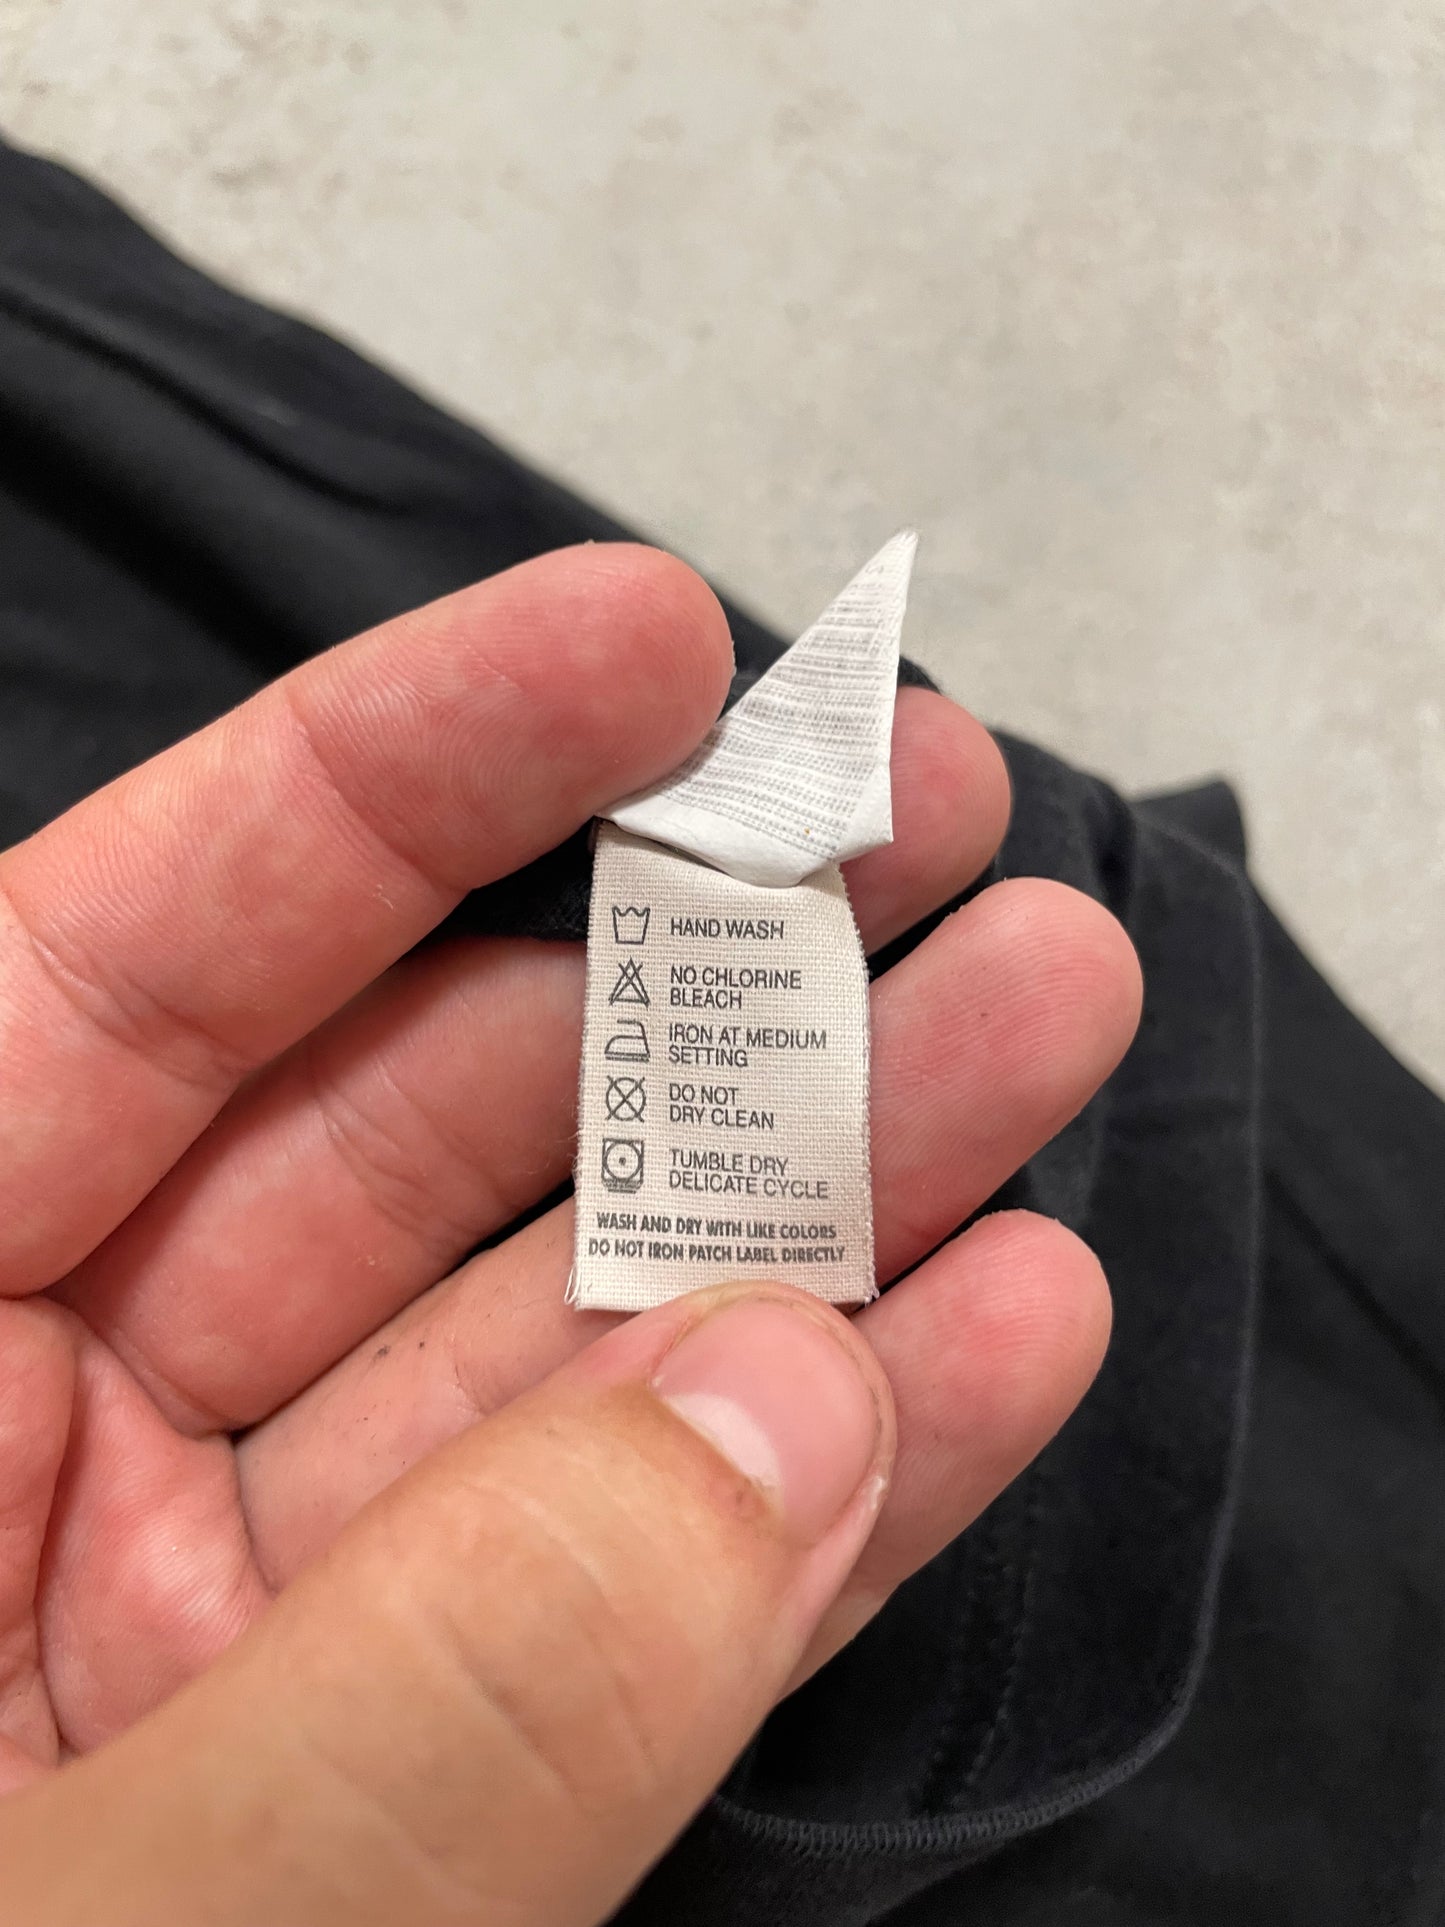 HAND WASH
NO CHLORINE
BLEACH
IRON AT MEDIUM
SETTING
DO NOT
DRY CLEAN
TUMBLE DRY
DELICATE CYCLE
WASH AND DRY WITH LIKE COLORS
DO NOT IRON PATCH LABEL DIRECTLY